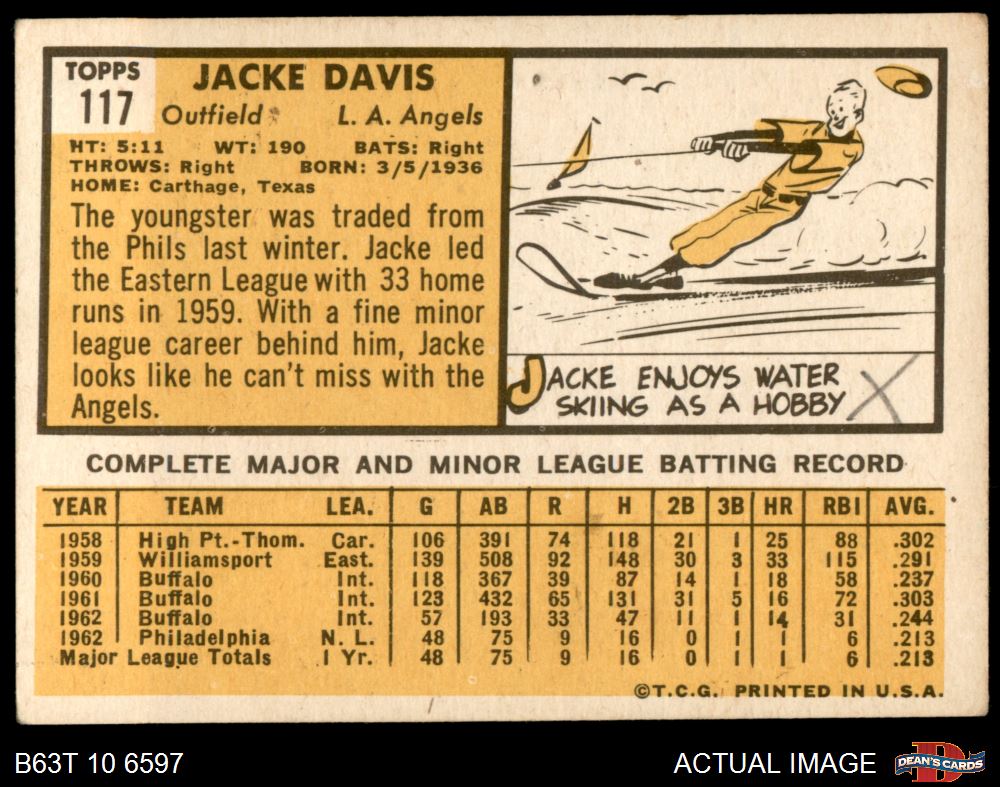 TOPPS
117
JACKE DAVIS
Outfield L. A. Angels
HT: 5:11 WT: 190 BATS: Right
THROWS: Right BORN: 3/5/1936
HOME: Carthage, Texas
The youngster was traded from
the Phils last winter. Jacke led
the Eastern League with 33 home
runs in 1959. With a fine minor
league career behind him, Jacke
looks like he can't miss with the
Angels.
JACKE ENJOYS WATER
SKIING AS A HOBBY X
COMPLETE MAJOR AND MINOR LEAGUE BATTING RECORD
YEAR TEAM LEA. G AB R H 2B 3B HR RBI AVG.
1958 High Pt.-Thom. Car. 106 391 74 118 21 1 25 88 .302
1959 Williamsport East. 139 508 92 148 30 3 33 115 .291
1960 Buffalo Int. 118 367 39 87 14 1 18 58 .237
1961 Buffalo Int. 123 432 65 131 31 5 16 72 .303
1962 Buffalo Int. 57 193 33 47 11 1 14 31 .244
1962 Philadelphia N. L. 48 75 9 16 0 1 1 6 .213
Major League Totals 1 Yr. 48 75 9 16 0 1 1 6 .213
©T.C.G. PRINTED IN U.S.A.
B63T 10 6597 ACTUAL IMAGE
D
DEAN'S CARDS